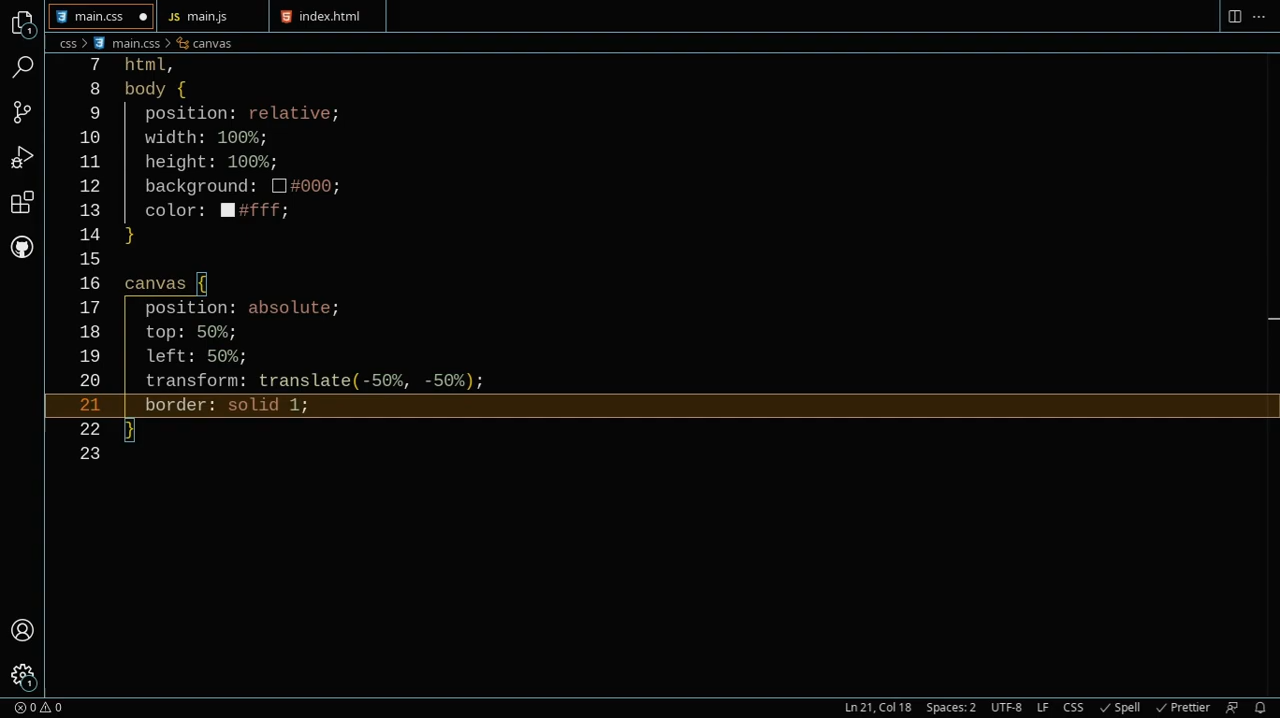 main.css
main.js
index.html
css > main.css > canvas
7 html,
8 body {
9 position: relative;
10 width: 100%;
11 height: 100%;
12 background: #000;
13 color: #fff;
14 }
15
16 canvas {
17 position: absolute;
18 top: 50%;
19 left: 50%;
20 transform: translate(-50%, -50%);
21 border: solid 1;
22 }
23
1
1
0 0
Ln 21, Col 18
Spaces: 2
UTF-8
LF
CSS
Spell
Prettier